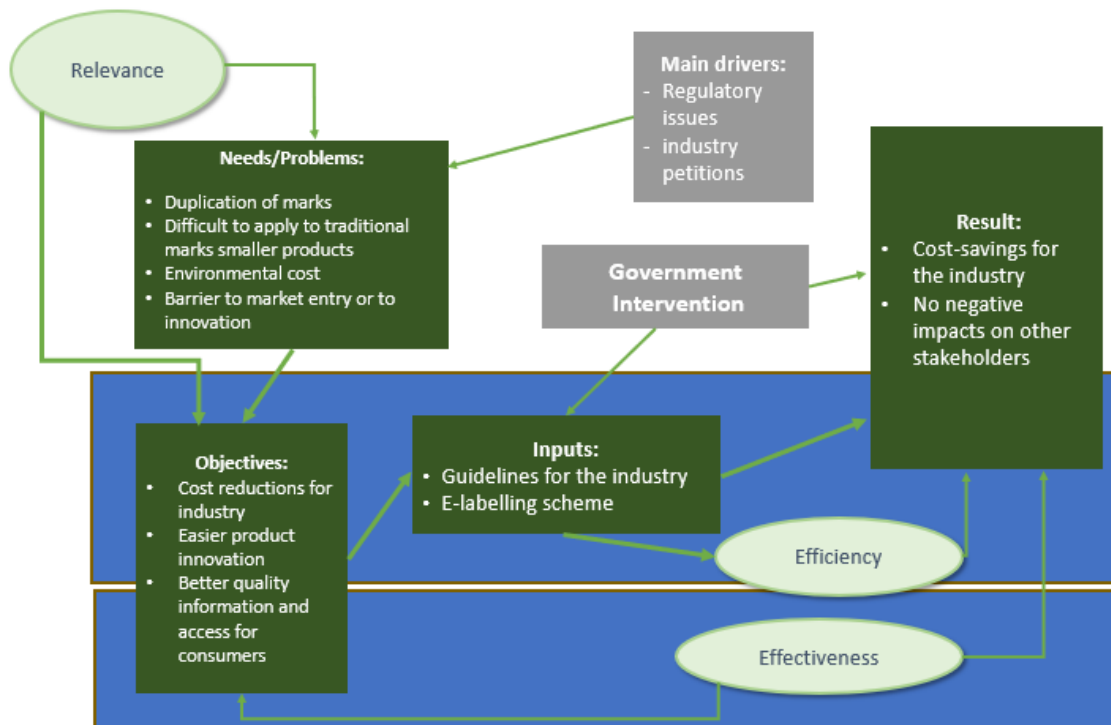 Relevance
Main drivers:
- Regulatory
issues
- industry
petitions
Needs/Problems:
• Duplication of marks
• Difficult to apply to traditional
marks smaller products
• Environmental cost
• Barrier to market entry or to
innovation
Government
Intervention
Result:
• Cost-savings for
the industry
• No negative
impacts on other
stakeholders
Objectives:
• Cost reductions for
industry
• Easier product
innovation
• Better quality
information and
access for
consumers
Inputs:
• Guidelines for the industry
• E-labelling scheme
Efficiency
Effectiveness